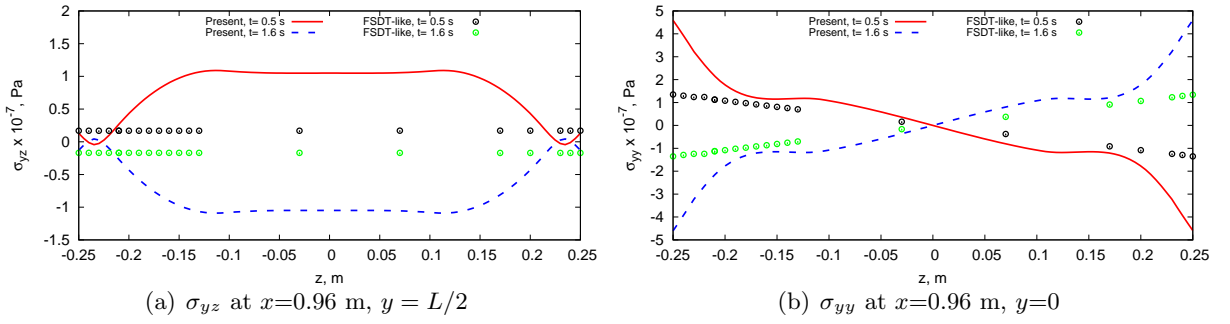 Present, t= 0.5 s
Present, t= 1.6 s
FSDT-like, t= 0.5 s
FSDT-like, t= 1.6 s
2
1.5
1
0.5
0
-0.5
-1
-1.5
σyz x 10-7, Pa
-0.25 -0.2 -0.15 -0.1 -0.05 0 0.05 0.1 0.15 0.2 0.25
z, m
(a) σyz at x=0.96 m, y = L/2
Present, t= 0.5 s
Present, t= 1.6 s
FSDT-like, t= 0.5 s
FSDT-like, t= 1.6 s
5
4
3
2
1
0
-1
-2
-3
-4
5
σyy x 10-7, Pa
-0.25 -0.2 -0.15 -0.1 -0.05 0 0.05 0.1 0.15 0.2 0.25
z, m
(b) σyy at x=0.96 m, y=0